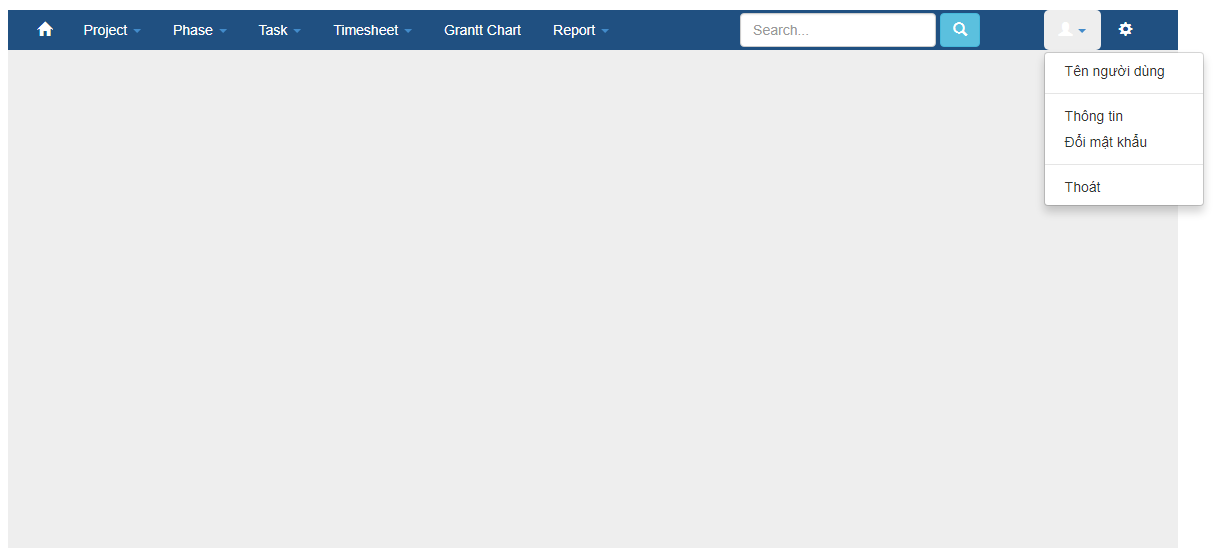 Project Phase Task Timesheet Grantt Chart Report Search...
Tên người dùng
Thông tin
Đổi mật khẩu
Thoát